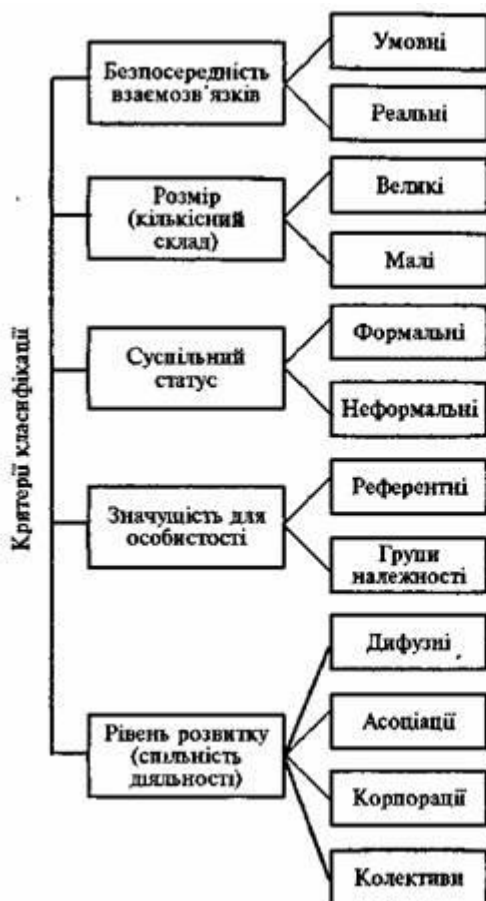 Критерії класифікації
Безпосередність
взаємозв'язків
Умовні
Реальні
Розмір
(кількісний
склад)
Великі
Малі
Суспільний
статус
Формальні
Неформальні
Значущість для
особистості
Референтні
Групи
належності
Рівень розвитку
(спільність
діяльності)
Дифузні
Асоціації
Корпорації
Колективи